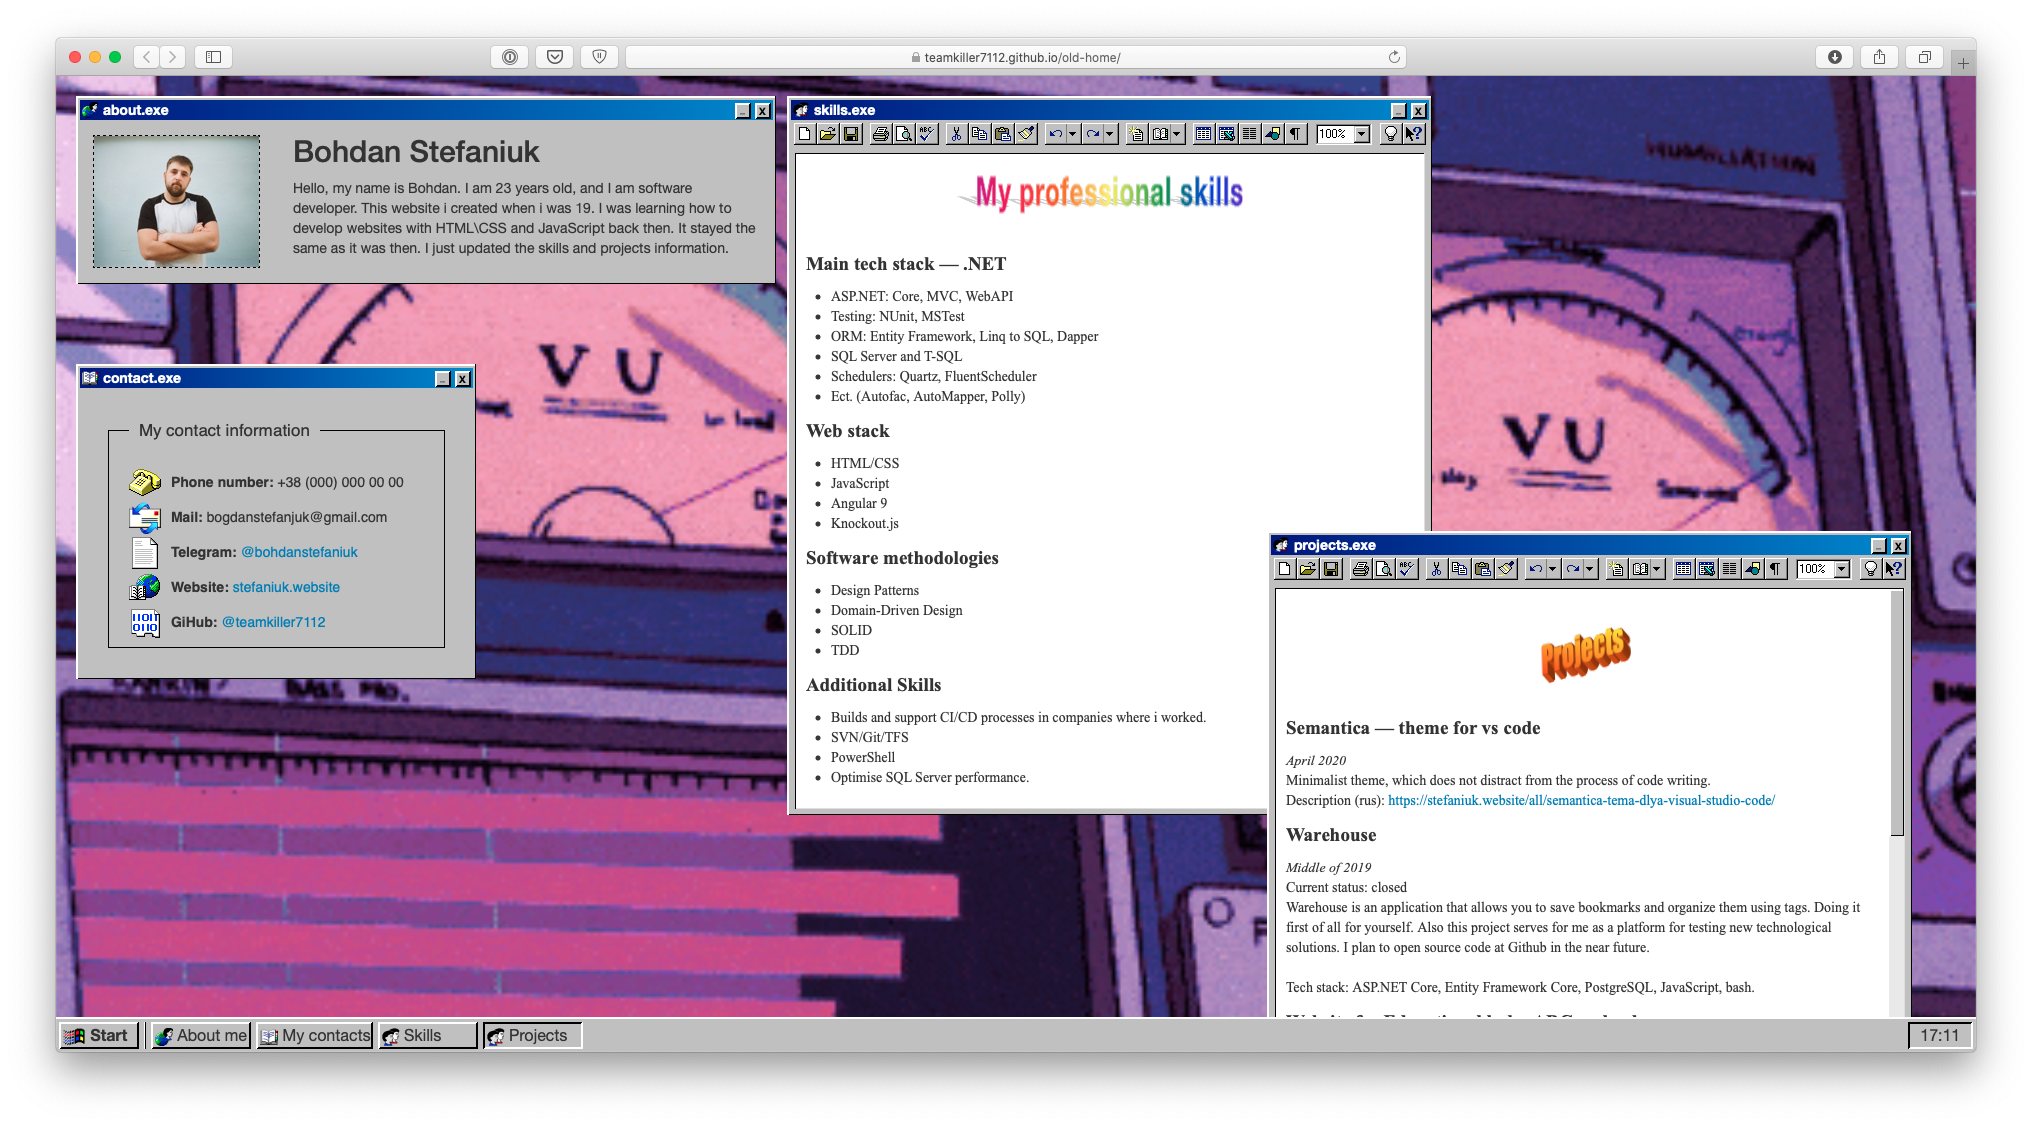 teamkiller7112.github.io/old-home/
about.exe
Bohdan Stefaniuk
Hello, my name is Bohdan. I am 23 years old, and I am software
developer. This website i created when i was 19. I was learning how to
develop websites with HTML\CSS and JavaScript back then. It stayed the
same as it was then. I just updated the skills and projects information.
contact.exe
My contact information
Phone number: +38 (000) 000 00 00
Mail: bogdanstefanjuk@gmail.com
Telegram: @bohdanstefaniuk
Website: stefaniuk.website
GiHub: @teamkiller7112
skills.exe
100%
My professional skills
Main tech stack — .NET
ASP.NET: Core, MVC, WebAPI
Testing: NUnit, MSTest
ORM: Entity Framework, Linq to SQL, Dapper
SQL Server and T-SQL
Schedulers: Quartz, FluentScheduler
Ect. (Autofac, AutoMapper, Polly)
Web stack
HTML/CSS
JavaScript
Angular 9
Knockout.js
Software methodologies
Design Patterns
Domain-Driven Design
SOLID
TDD
Additional Skills
Builds and support CI/CD processes in companies where i worked.
SVN/Git/TFS
PowerShell
Optimise SQL Server performance.
projects.exe
100%
Projects
Semantica — theme for vs code
April 2020
Minimalist theme, which does not distract from the process of code writing.
Description (rus): https://stefaniuk.website/all/semantica-tema-dlya-visual-studio-code/
Warehouse
Middle of 2019
Current status: closed
Warehouse is an application that allows you to save bookmarks and organize them using tags. Doing it
first of all for yourself. Also this project serves for me as a platform for testing new technological
solutions. I plan to open source code at Github in the near future.
Tech stack: ASP.NET Core, Entity Framework Core, PostgreSQL, JavaScript, bash.
VU
VU
HUMILIATION
Start
About me
My contacts
Skills
Projects
17:11